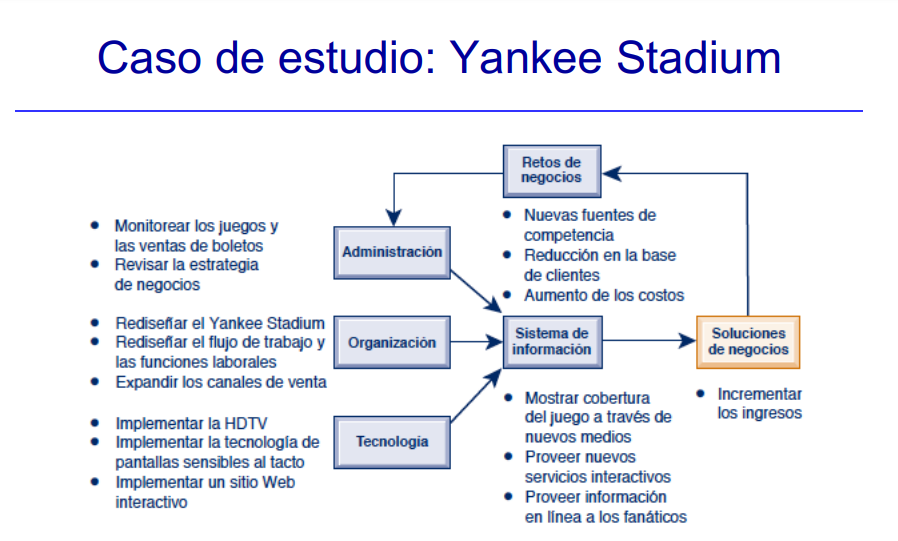 Caso de estudio: Yankee Stadium
Retos de
negocios
• Nuevas fuentes de
competencia
• Reducción en la base
de clientes
• Aumento de los costos
Administración
• Monitorear los juegos y
las ventas de boletos
• Revisar la estrategia
de negocios
Organización
• Rediseñar el Yankee Stadium
• Rediseñar el flujo de trabajo y
las funciones laborales
• Expandir los canales de venta
Tecnología
• Implementar la HDTV
• Implementar la tecnología de
pantallas sensibles al tacto
• Implementar un sitio Web
interactivo
Sistema de
información
• Mostrar cobertura
del juego a través de
nuevos medios
• Proveer nuevos
servicios interactivos
• Proveer información
en línea a los fanáticos
Soluciones
de negocios
• Incrementar
los ingresos